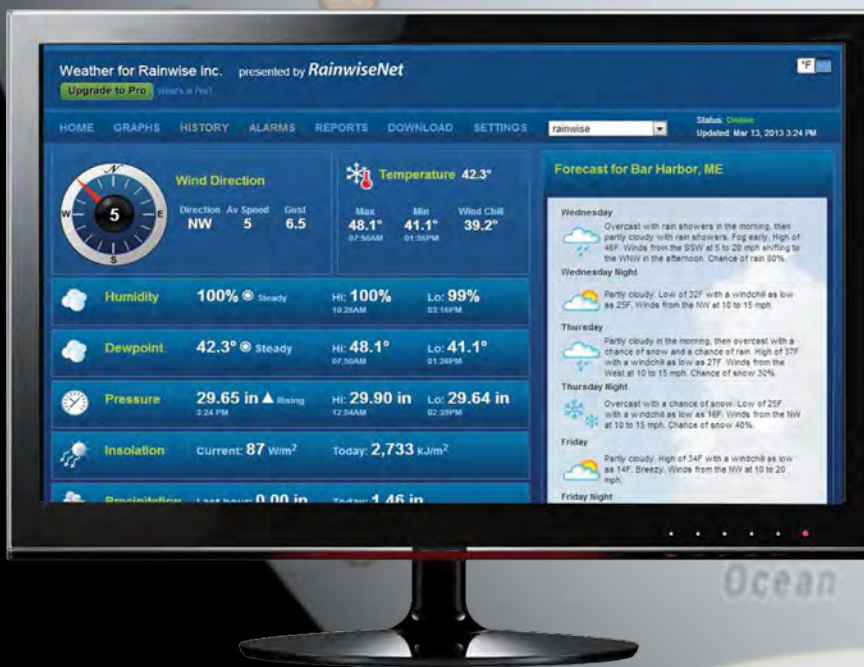 Weather for Rainwise Inc. presented by RainwiseNet
°F
Upgrade to Pro What's is Pro?
HOME GRAPHS HISTORY ALARMS REPORTS DOWNLOAD SETTINGS
rainwise
Status: Online
Updated: Mar 13, 2013 3:24 PM
N
W
E
S
5
Wind Direction
Direction Av Speed Gust
NW 5 6.5
Temperature 42.3°
Max Min Wind Chill
48.1° 41.1° 39.2°
07:50AM 01:26PM
Humidity 100% Steady Hi: 100% Lo: 99%
10:26AM 03:16PM
Dewpoint 42.3° Steady Hi: 48.1° Lo: 41.1°
07:50AM 01:26PM
Pressure 29.65 in Rising Hi: 29.90 in Lo: 29.64 in
3:24 PM 12:04AM 02:39PM
Insolation Current: 87 W/m² Today: 2,733 kJ/m²
Precipitation Last hour: 0.00 in Today: 1.46 in
Forecast for Bar Harbor, ME
Wednesday
Overcast with rain showers in the morning, then
partly cloudy with rain showers. Fog early. High of
46F. Winds from the SSW at 5 to 20 mph shifting to
the WNW in the afternoon. Chance of rain 80%.
Wednesday Night
Partly cloudy. Low of 32F with a windchill as low
as 25F. Winds from the NW at 10 to 15 mph.
Thursday
Partly cloudy in the morning, then overcast with a
chance of snow and a chance of rain. High of 37F
with a windchill as low as 27F. Winds from the
West at 10 to 15 mph. Chance of snow 30%.
Thursday Night
Overcast with a chance of snow. Low of 25F
with a windchill as low as 16F. Winds from the NW
at 10 to 15 mph. Chance of snow 40%.
Friday
Partly cloudy. High of 34F with a windchill as low
as 14F. Breezy. Winds from the NW at 10 to 20
mph.
Friday Night
Ocean